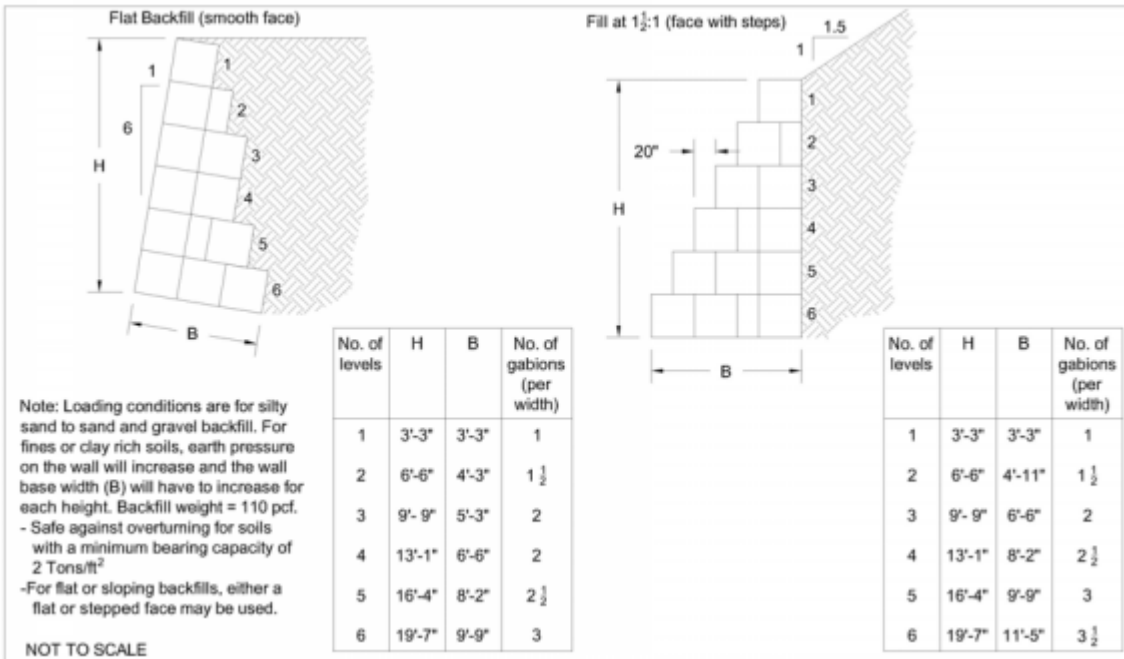 Flat Backfill (smooth face)
1
6
H
B
1
2
3
4
5
6
Note: Loading conditions are for silty
sand to sand and gravel backfill. For
fines or clay rich soils, earth pressure
on the wall will increase and the wall
base width (B) will have to increase for
each height. Backfill weight = 110 pcf.
- Safe against overturning for soils
with a minimum bearing capacity of
2 Tons/ft²
-For flat or sloping backfills, either a
flat or stepped face may be used.
NOT TO SCALE
No. of levels H B No. of gabions (per width)
1 3'-3" 3'-3" 1
2 6'-6" 4'-3" 1 ½
3 9'- 9" 5'-3" 2
4 13'-1" 6'-6" 2
5 16'-4" 8'-2" 2 ½
6 19'-7" 9'-9" 3
Fill at 1½:1 (face with steps)
1.5
1
20"
H
B
1
2
3
4
5
6
No. of levels H B No. of gabions (per width)
1 3'-3" 3'-3" 1
2 6'-6" 4'-11" 1 ½
3 9'- 9" 6'-6" 2
4 13'-1" 8'-2" 2 ½
5 16'-4" 9'-9" 3
6 19'-7" 11'-5" 3 ½